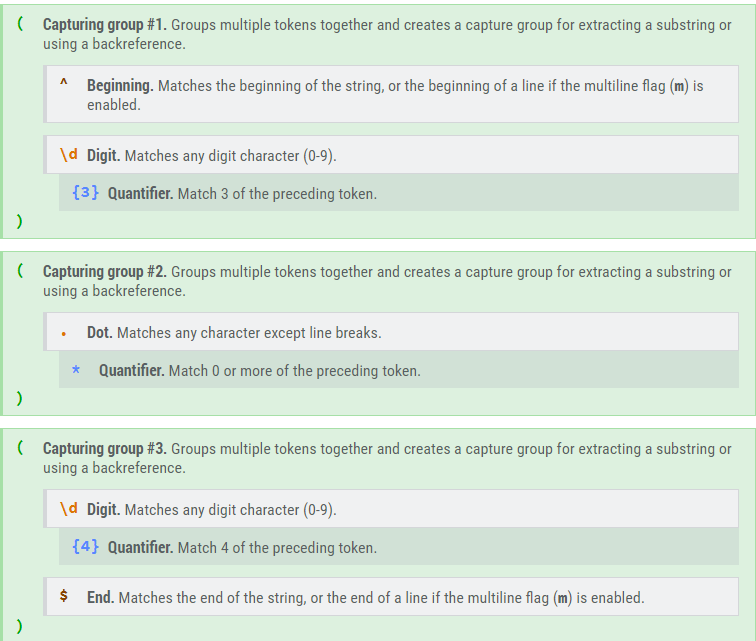 ( Capturing group #1. Groups multiple tokens together and creates a capture group for extracting a substring or
using a backreference.
^ Beginning. Matches the beginning of the string, or the beginning of a line if the multiline flag (m) is
enabled.
\d Digit. Matches any digit character (0-9).
{3} Quantifier. Match 3 of the preceding token.
)
( Capturing group #2. Groups multiple tokens together and creates a capture group for extracting a substring or
using a backreference.
. Dot. Matches any character except line breaks.
* Quantifier. Match 0 or more of the preceding token.
)
( Capturing group #3. Groups multiple tokens together and creates a capture group for extracting a substring or
using a backreference.
\d Digit. Matches any digit character (0-9).
{4} Quantifier. Match 4 of the preceding token.
$ End. Matches the end of the string, or the end of a line if the multiline flag (m) is enabled.
)